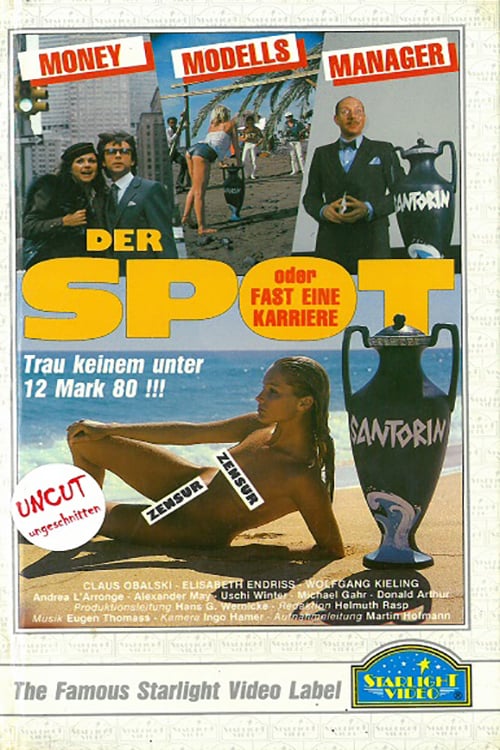 MONEY
MODELLS
MANAGER
SANTORIN
DER
SPOT
oder
FAST EINE
KARRIERE
Trau keinem unter
12 Mark 80 !!!
SANTORIN
ZENSUR
ZENSUR
UNCUT
ungeschnitten
CLAUS OBALSKI - ELISABETH ENDRISS - WOLFGANG KIELING
Andrea L'Arronge - Alexander May - Uschi Winter - Michael Gahr - Donald Arthur
Produktionsleitung Hans G. Wernicke - Redaktion Helmuth Rasp
Musik Eugen Thomass - Kamera Ingo Hamer - Aufnahmeleitung Martin Hofmann
The Famous Starlight Video Label
STARLIGHT
VIDEO ®